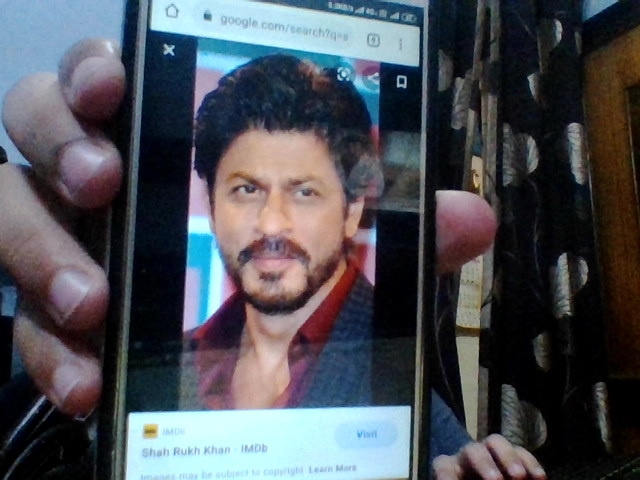 google.com/search?q=s
IMDb
Visit
Shah Rukh Khan - IMDb
Images may be subject to copyright. Learn More